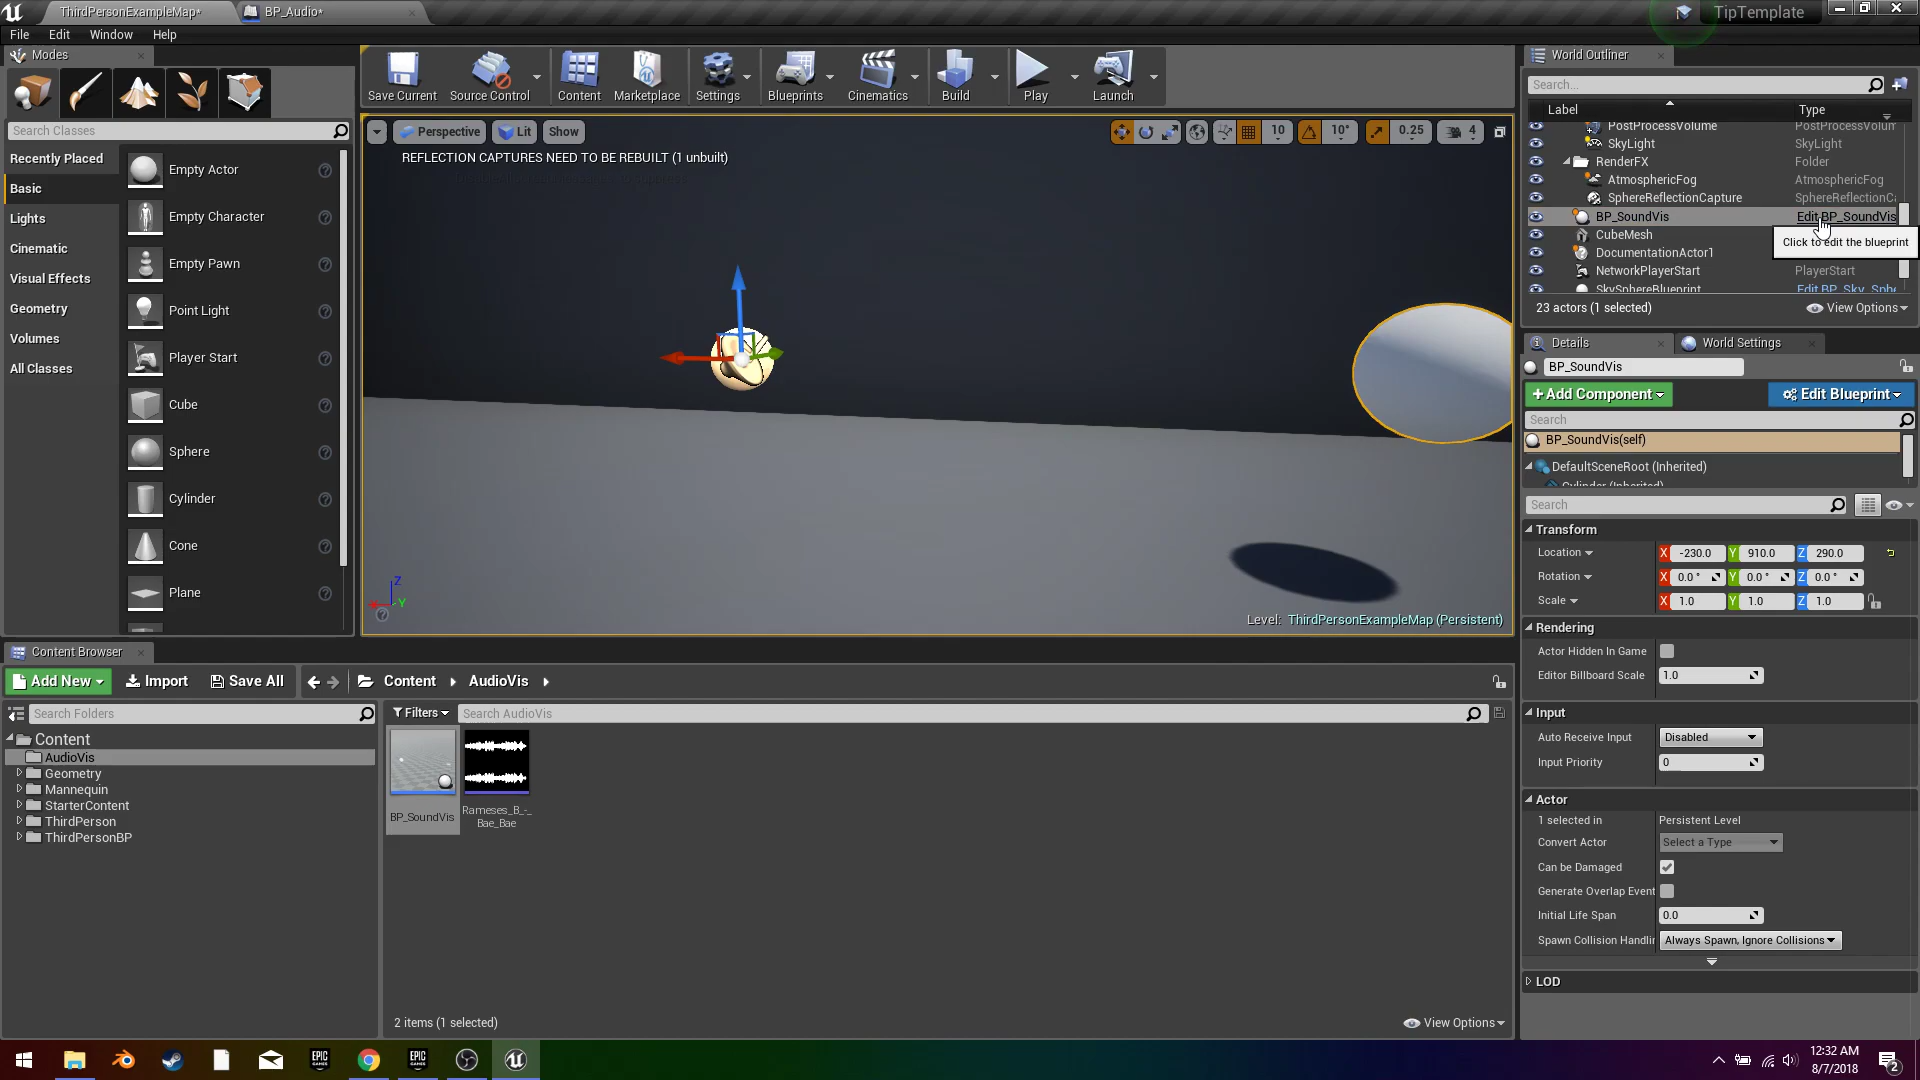 ThirdPersonExampleMap*
BP_Audio*
TipTemplate
File
Edit
Window
Help
Modes
Search Classes
Recently Placed
Basic
Lights
Cinematic
Visual Effects
Geometry
Volumes
All Classes
Empty Actor
Empty Character
Empty Pawn
Point Light
Player Start
Cube
Sphere
Cylinder
Cone
Plane
Save Current
Source Control
Content
Marketplace
Settings
Blueprints
Cinematics
Build
Play
Launch
Perspective
Lit
Show
10
10°
0.25
4
REFLECTION CAPTURES NEED TO BE REBUILT (1 unbuilt)
Level: ThirdPersonExampleMap (Persistent)
World Outliner
Search...
Label
Type
PostProcessVolume
PostProcessVolum
SkyLight
SkyLight
RenderFX
Folder
AtmosphericFog
AtmosphericFog
SphereReflectionCapture
SphereReflectionCa
BP_SoundVis
Edit BP_SoundVis
CubeMesh
Click to edit the blueprint
DocumentationActor1
NetworkPlayerStart
PlayerStart
SkySphereBlueprint
Edit BP_Sky_Sphe
23 actors (1 selected)
View Options
Details
World Settings
BP_SoundVis
+Add Component
Edit Blueprint
Search
BP_SoundVis(self)
DefaultSceneRoot (Inherited)
Cylinder (Inherited)
Search
Transform
Location
X -230.0 Y 910.0 Z 290.0
Rotation
X 0.0 ° Y 0.0 ° Z 0.0 °
Scale
X 1.0 Y 1.0 Z 1.0
Rendering
Actor Hidden In Game
Editor Billboard Scale
1.0
Input
Auto Receive Input
Disabled
Input Priority
0
Actor
1 selected in
Persistent Level
Convert Actor
Select a Type
Can be Damaged
Generate Overlap Event
Initial Life Span
0.0
Spawn Collision Handlin
Always Spawn, Ignore Collisions
LOD
Content Browser
Add New
Import
Save All
Content
AudioVis
Search Folders
Filters
Search AudioVis
Content
AudioVis
Geometry
Mannequin
StarterContent
ThirdPerson
ThirdPersonBP
BP_SoundVis
Rameses_B_-_
Bae_Bae
2 items (1 selected)
View Options
EPIC
GAMES
EPIC
GAMES
12:32 AM
8/7/2018
2